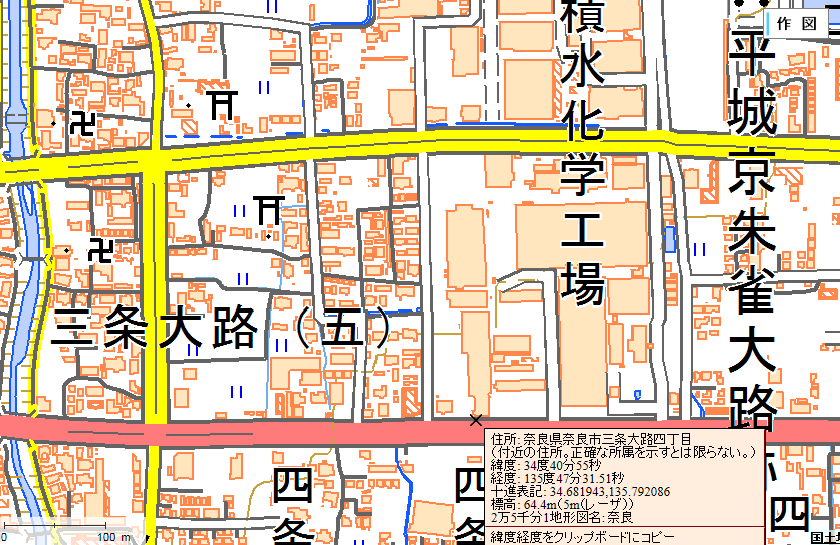 作図
積水化学工場
平城京朱雀大路
三条大路（五）
四条
四条
四
住所: 奈良県奈良市三条大路四丁目
(付近の住所。正確な所属を示すとは限らない。)
緯度: 34度40分55秒
経度: 135度47分31.51秒
十進表記: 34.681943,135.792086
標高: 64.4m(5m(レーザ))
2万5千分1地形図名: 奈良
緯度経度をクリップボードにコピー
0 100 m
国土